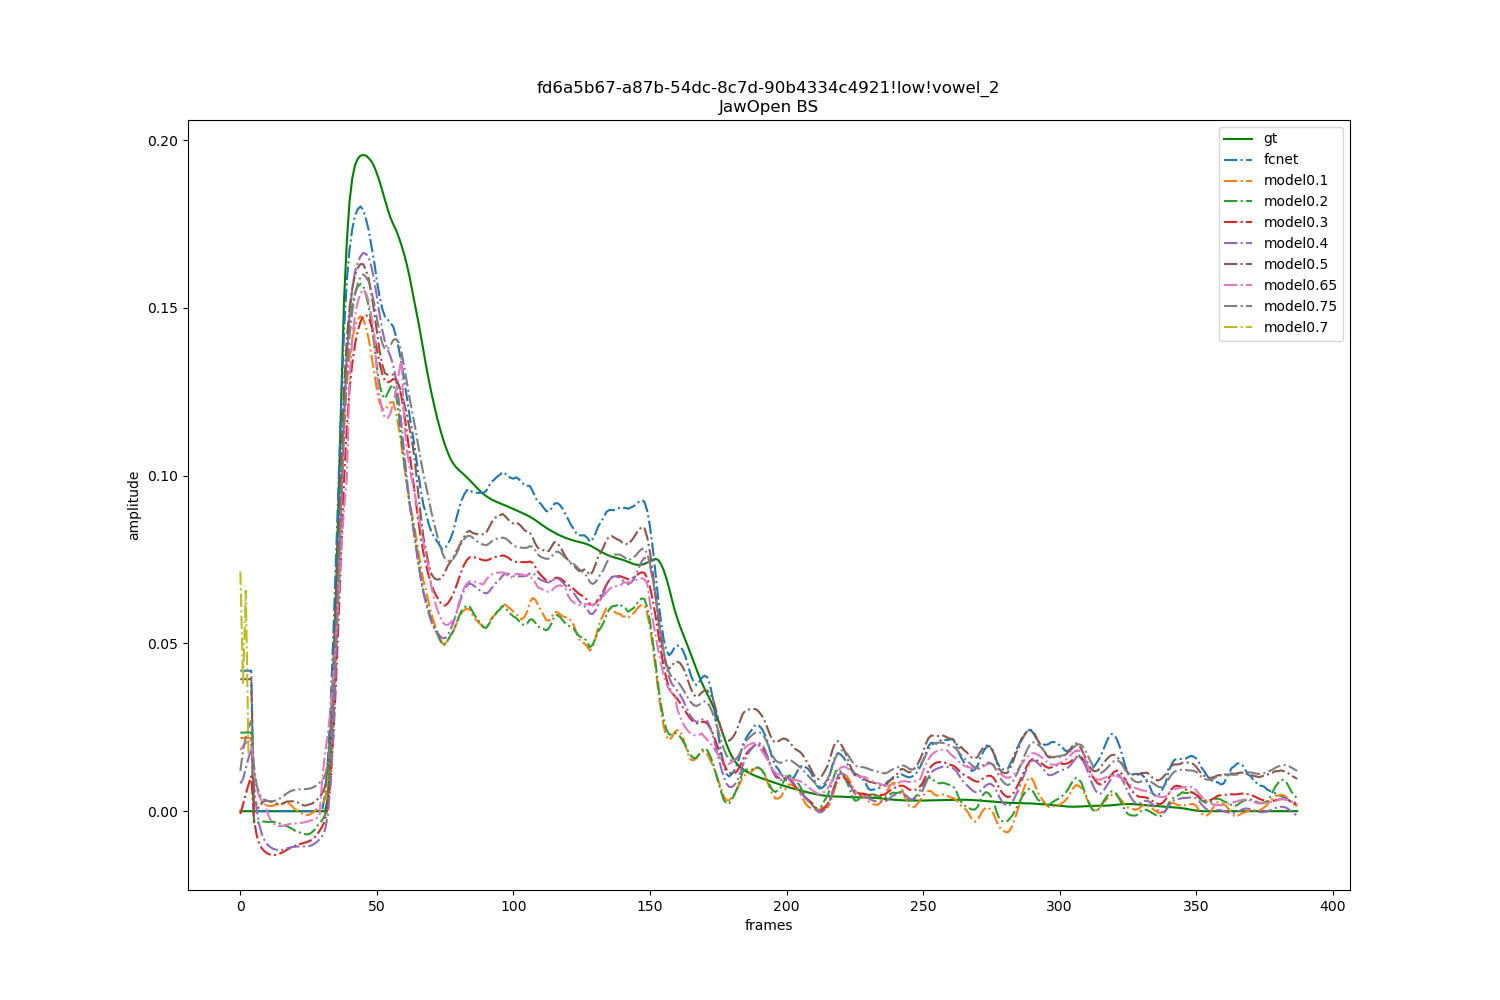 fd6a5b67-a87b-54dc-8c7d-90b4334c4921!low!vowel_2
JawOpen BS
amplitude
0.20
0.15
0.10
0.05
0.00
gt
fcnet
model0.1
model0.2
model0.3
model0.4
model0.5
model0.65
model0.75
model0.7
0 50 100 150 200 250 300 350 400
frames